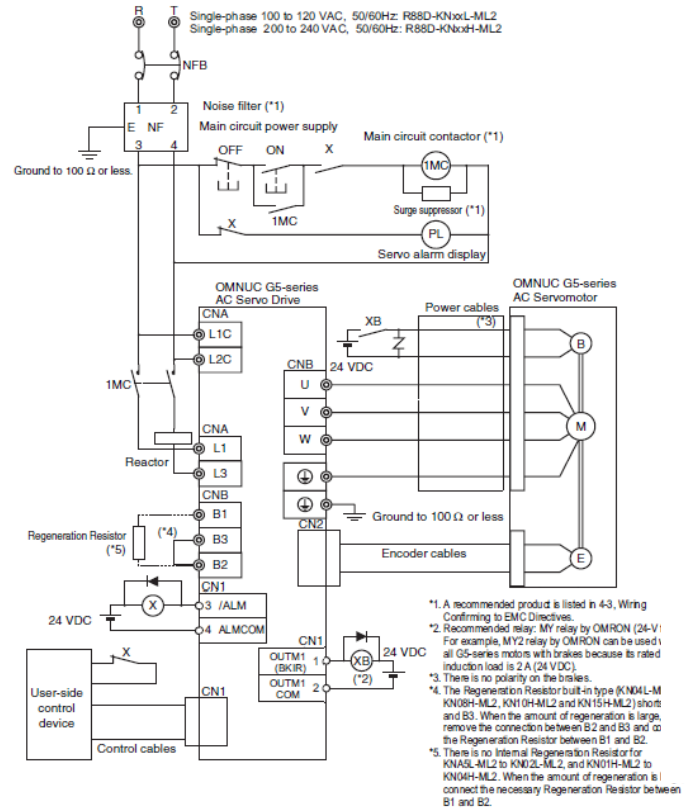 R T
Single-phase 100 to 120 VAC, 50/60Hz: R88D-KNxxL-ML2
Single-phase 200 to 240 VAC, 50/60Hz: R88D-KNxxH-ML2
NFB
1 2
Noise filter (*1)
E NF
Main circuit power supply
3 4
Main circuit contactor (*1)
OFF ON X
1MC
Ground to 100 Ω or less.
1MC
Surge suppressor (*1)
X
PL
Servo alarm display
OMNUC G5-series
AC Servo Drive
OMNUC G5-series
AC Servomotor
CNA
Power cables
(*3)
XB
L1C
B
L2C
CNB
24 VDC
1MC
U
V
M
CNA
W
L1
Reactor
L3
CNB
B1
Ground to 100 Ω or less
Regeneration Resistor
(*5)
(*4)
B3
CN2
B2
Encoder cables
E
CN1
X
3 /ALM
24 VDC
4 ALMCOM
CN1
OUTM1
(BKIR)
1
XB
24 VDC
(*2)
OUTM1
COM
2
X
User-side
control
device
CN1
Control cables
*1. A recommended product is listed in 4-3, Wiring
Confirming to EMC Directives.
*2. Recommended relay: MY relay by OMRON (24-V
For example, MY2 relay by OMRON can be used
all G5-series motors with brakes because its rated
induction load is 2 A (24 VDC).
*3. There is no polarity on the brakes.
*4. The Regeneration Resistor built-in type (KN04L-ML
KN08H-ML2, KN10H-ML2 and KN15H-ML2) shorts
and B3. When the amount of regeneration is large,
remove the connection between B2 and B3 and
the Regeneration Resistor between B1 and B2.
*5. There is no Internal Regeneration Resistor for
KNA5L-ML2 to KN02L-ML2, and KN01H-ML2 to
KN04H-ML2. When the amount of regeneration is
connect the necessary Regeneration Resistor between
B1 and B2.